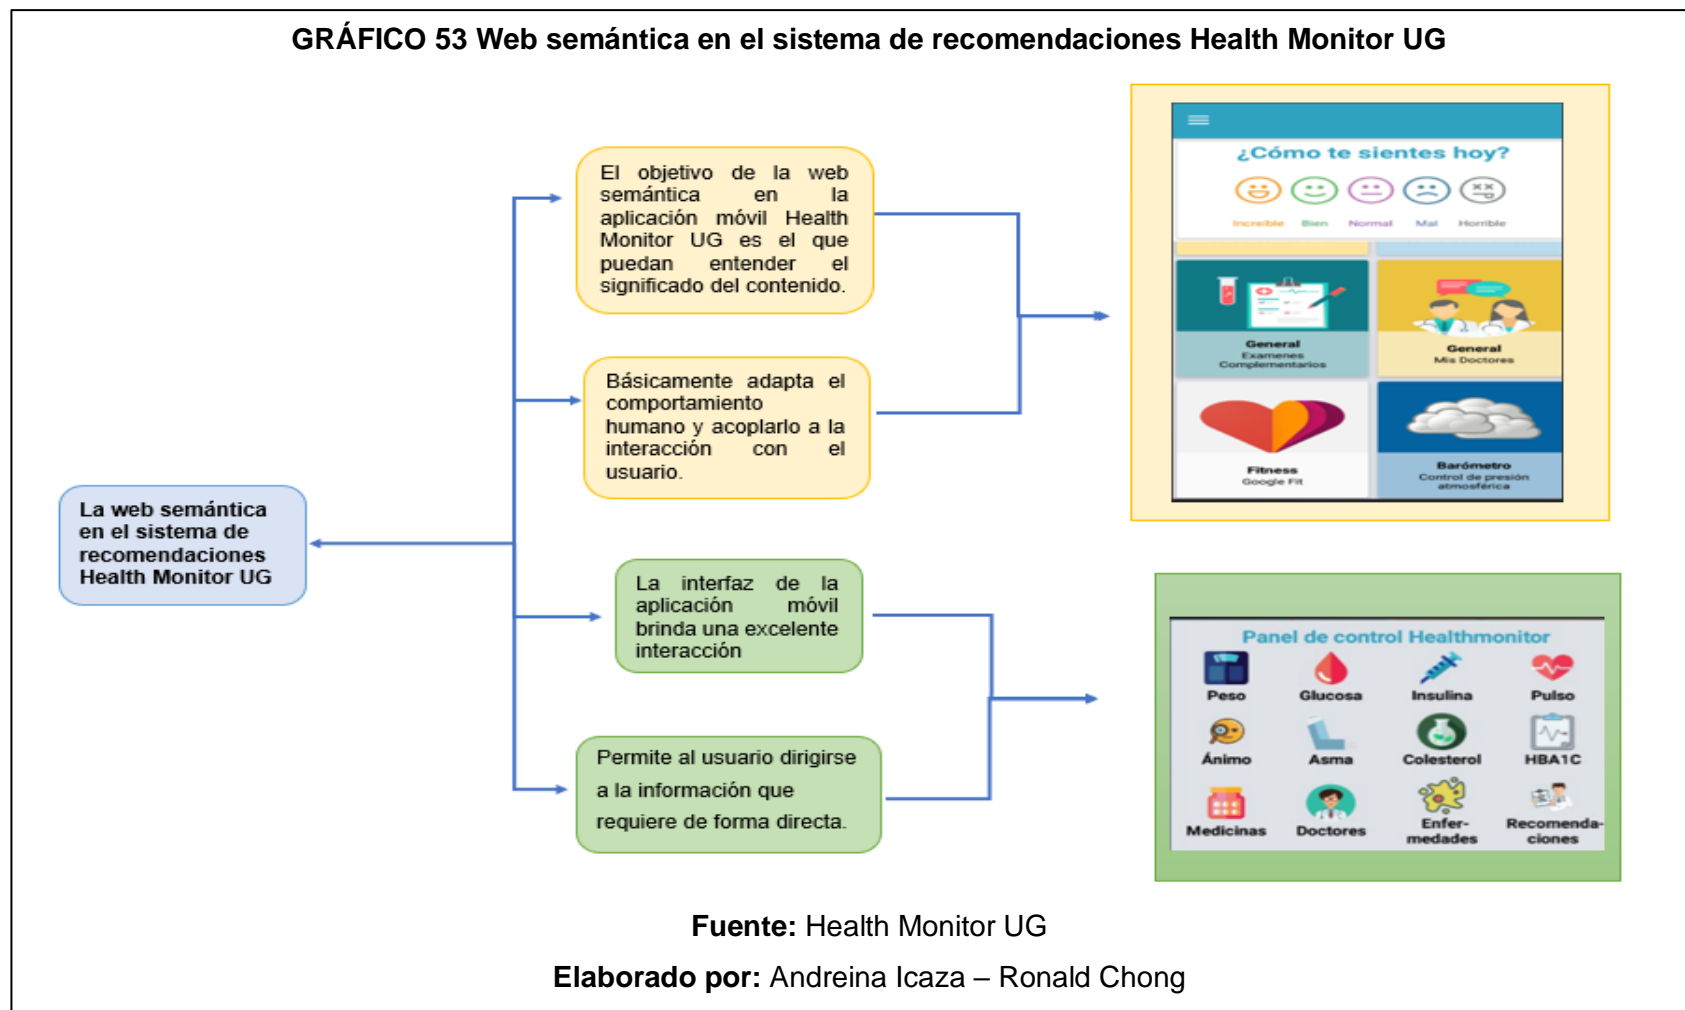 GRÁFICO 53 Web semántica en el sistema de recomendaciones Health Monitor UG
La web semántica
en el sistema de
recomendaciones
Health Monitor UG
El objetivo de la web
semántica en la
aplicación móvil Health
Monitor UG es el que
puedan entender el
significado del contenido.
Básicamente adapta el
comportamiento
humano y acoplarlo a la
interacción con el
usuario.
La interfaz de la
aplicación móvil
brinda una excelente
interacción
Permite al usuario dirigirse
a la información que
requiere de forma directa.
¿Cómo te sientes hoy?
Increíble Bien Normal Mal Horrible
General
Examenes
Complementarios
General
Mis Doctores
Fitness
Google Fit
Barómetro
Control de presión
atmosférica
Panel de control Healthmonitor
Peso Glucosa Insulina Pulso
Ánimo Asma Colesterol HBA1C
Medicinas Doctores Enfer-
medades Recomenda-
ciones
Fuente: Health Monitor UG
Elaborado por: Andreina Icaza – Ronald Chong